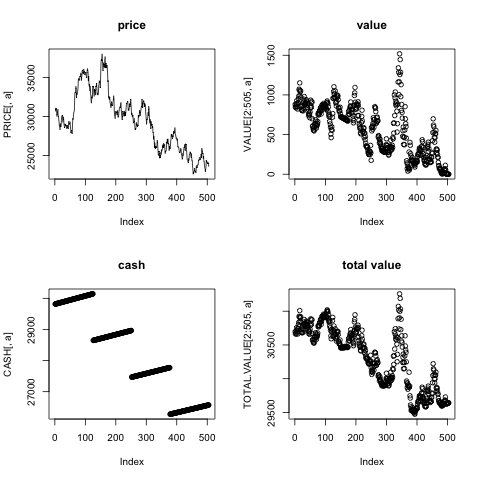 price
PRICE[, a]
35000
30000
25000
0 100 200 300 400 500
Index
value
VALUE[2:505, a]
1500
1000
500
0
0 100 200 300 400 500
Index
cash
CASH[, a]
29000
27000
0 100 200 300 400 500
Index
total value
TOTAL.VALUE[2:505, a]
30500
29500
0 100 200 300 400 500
Index